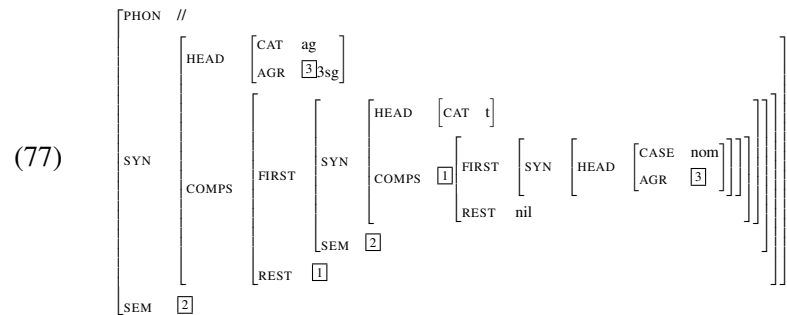 PHON //
HEAD CAT ag
AGR 3 3sg
HEAD CAT t
(77) SYN SYN FIRST SYN HEAD CASE nom
COMPS FIRST COMPS 1 AGR 3
REST nil
SEM 2
REST 1
SEM 2